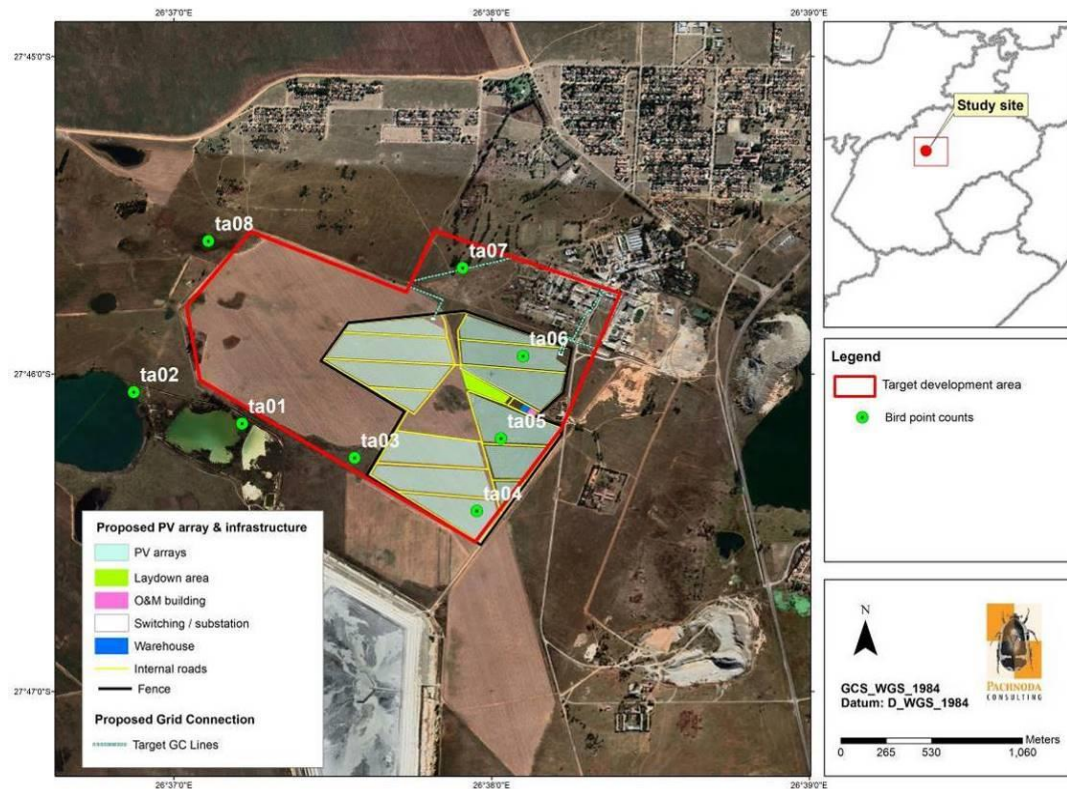 26°37'0"E
26°38'0"E
26°39'0"E
27°45'0"S
27°46'0"S
27°47'0"S
ta08
ta07
ta06
ta02
ta01
ta05
ta03
ta04
Proposed PV array & infrastructure
PV arrays
Laydown area
O&M building
Switching / substation
Warehouse
Internal roads
Fence
Proposed Grid Connection
Target GC Lines
26°37'0"E
26°38'0"E
26°39'0"E
Study site
Legend
Target development area
Bird point counts
N
PACHNODA
CONSULTING
GCS_WGS_1984
Datum: D_WGS_1984
Meters
0 265 530 1,060